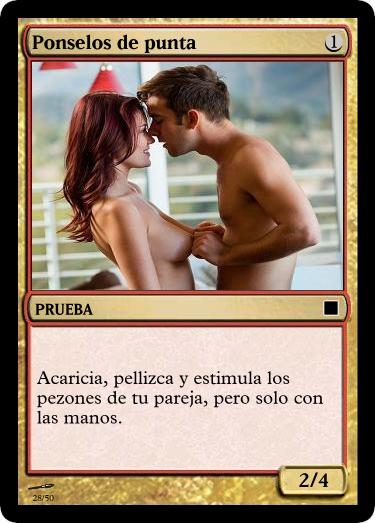 Ponselos de punta
1
PRUEBA
Acaricia, pellizca y estimula los
pezones de tu pareja, pero solo con
las manos.
2/4
28/50